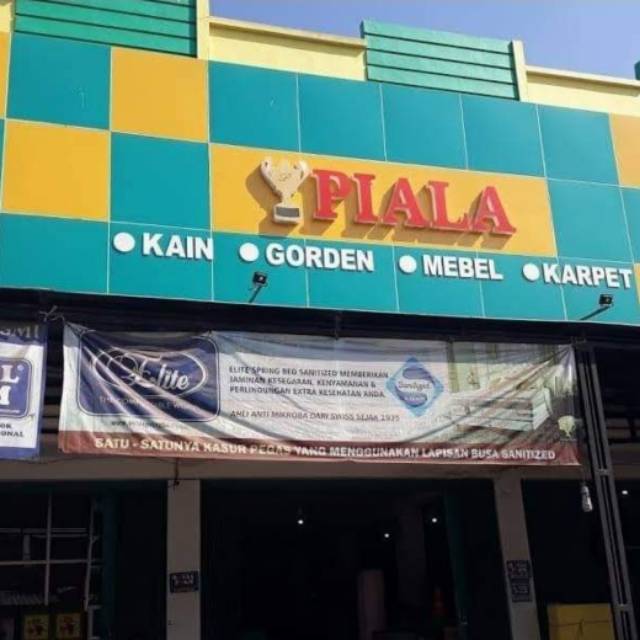 PIALA
KAIN
GORDEN
MEBEL
KARPET
Elite
ELITE SPRING BED SANITIZED MEMBERIKAN
JAMINAN KESEGARAN, KENYAMANAN &
PERLINDUNGAN EXTRA KESEHATAN ANDA.
AHLI ANTI MIKROBA DARI SWISS SEJAK 1935
Sanitized
SATU - SATUNYA KASUR PEGAS YANG MENGGUNAKAN LAPISAN BUSA SANITIZED